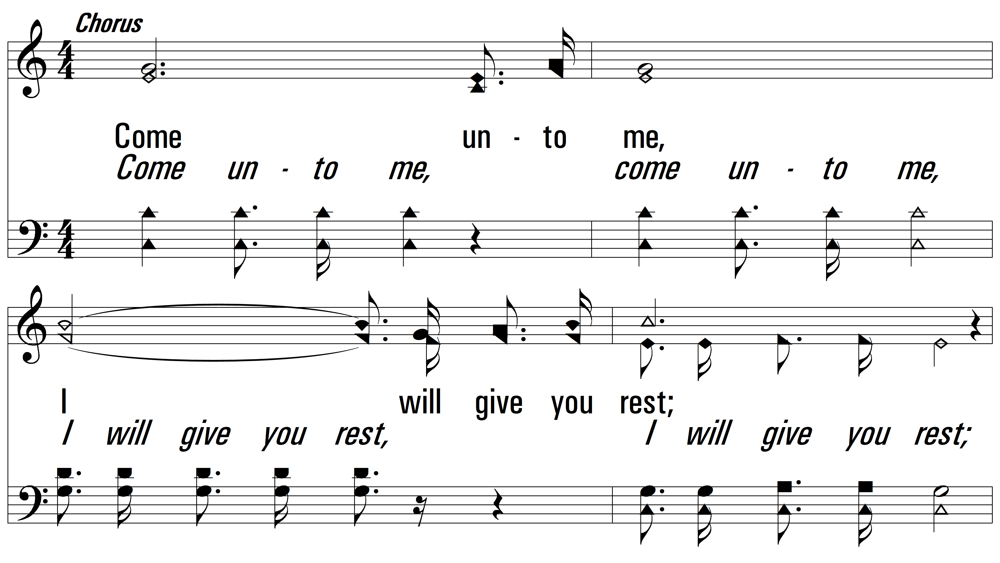 Chorus
Come un - to me,
Come un - to me, come un - to me,
I will give you rest;
I will give you rest, I will give you rest;